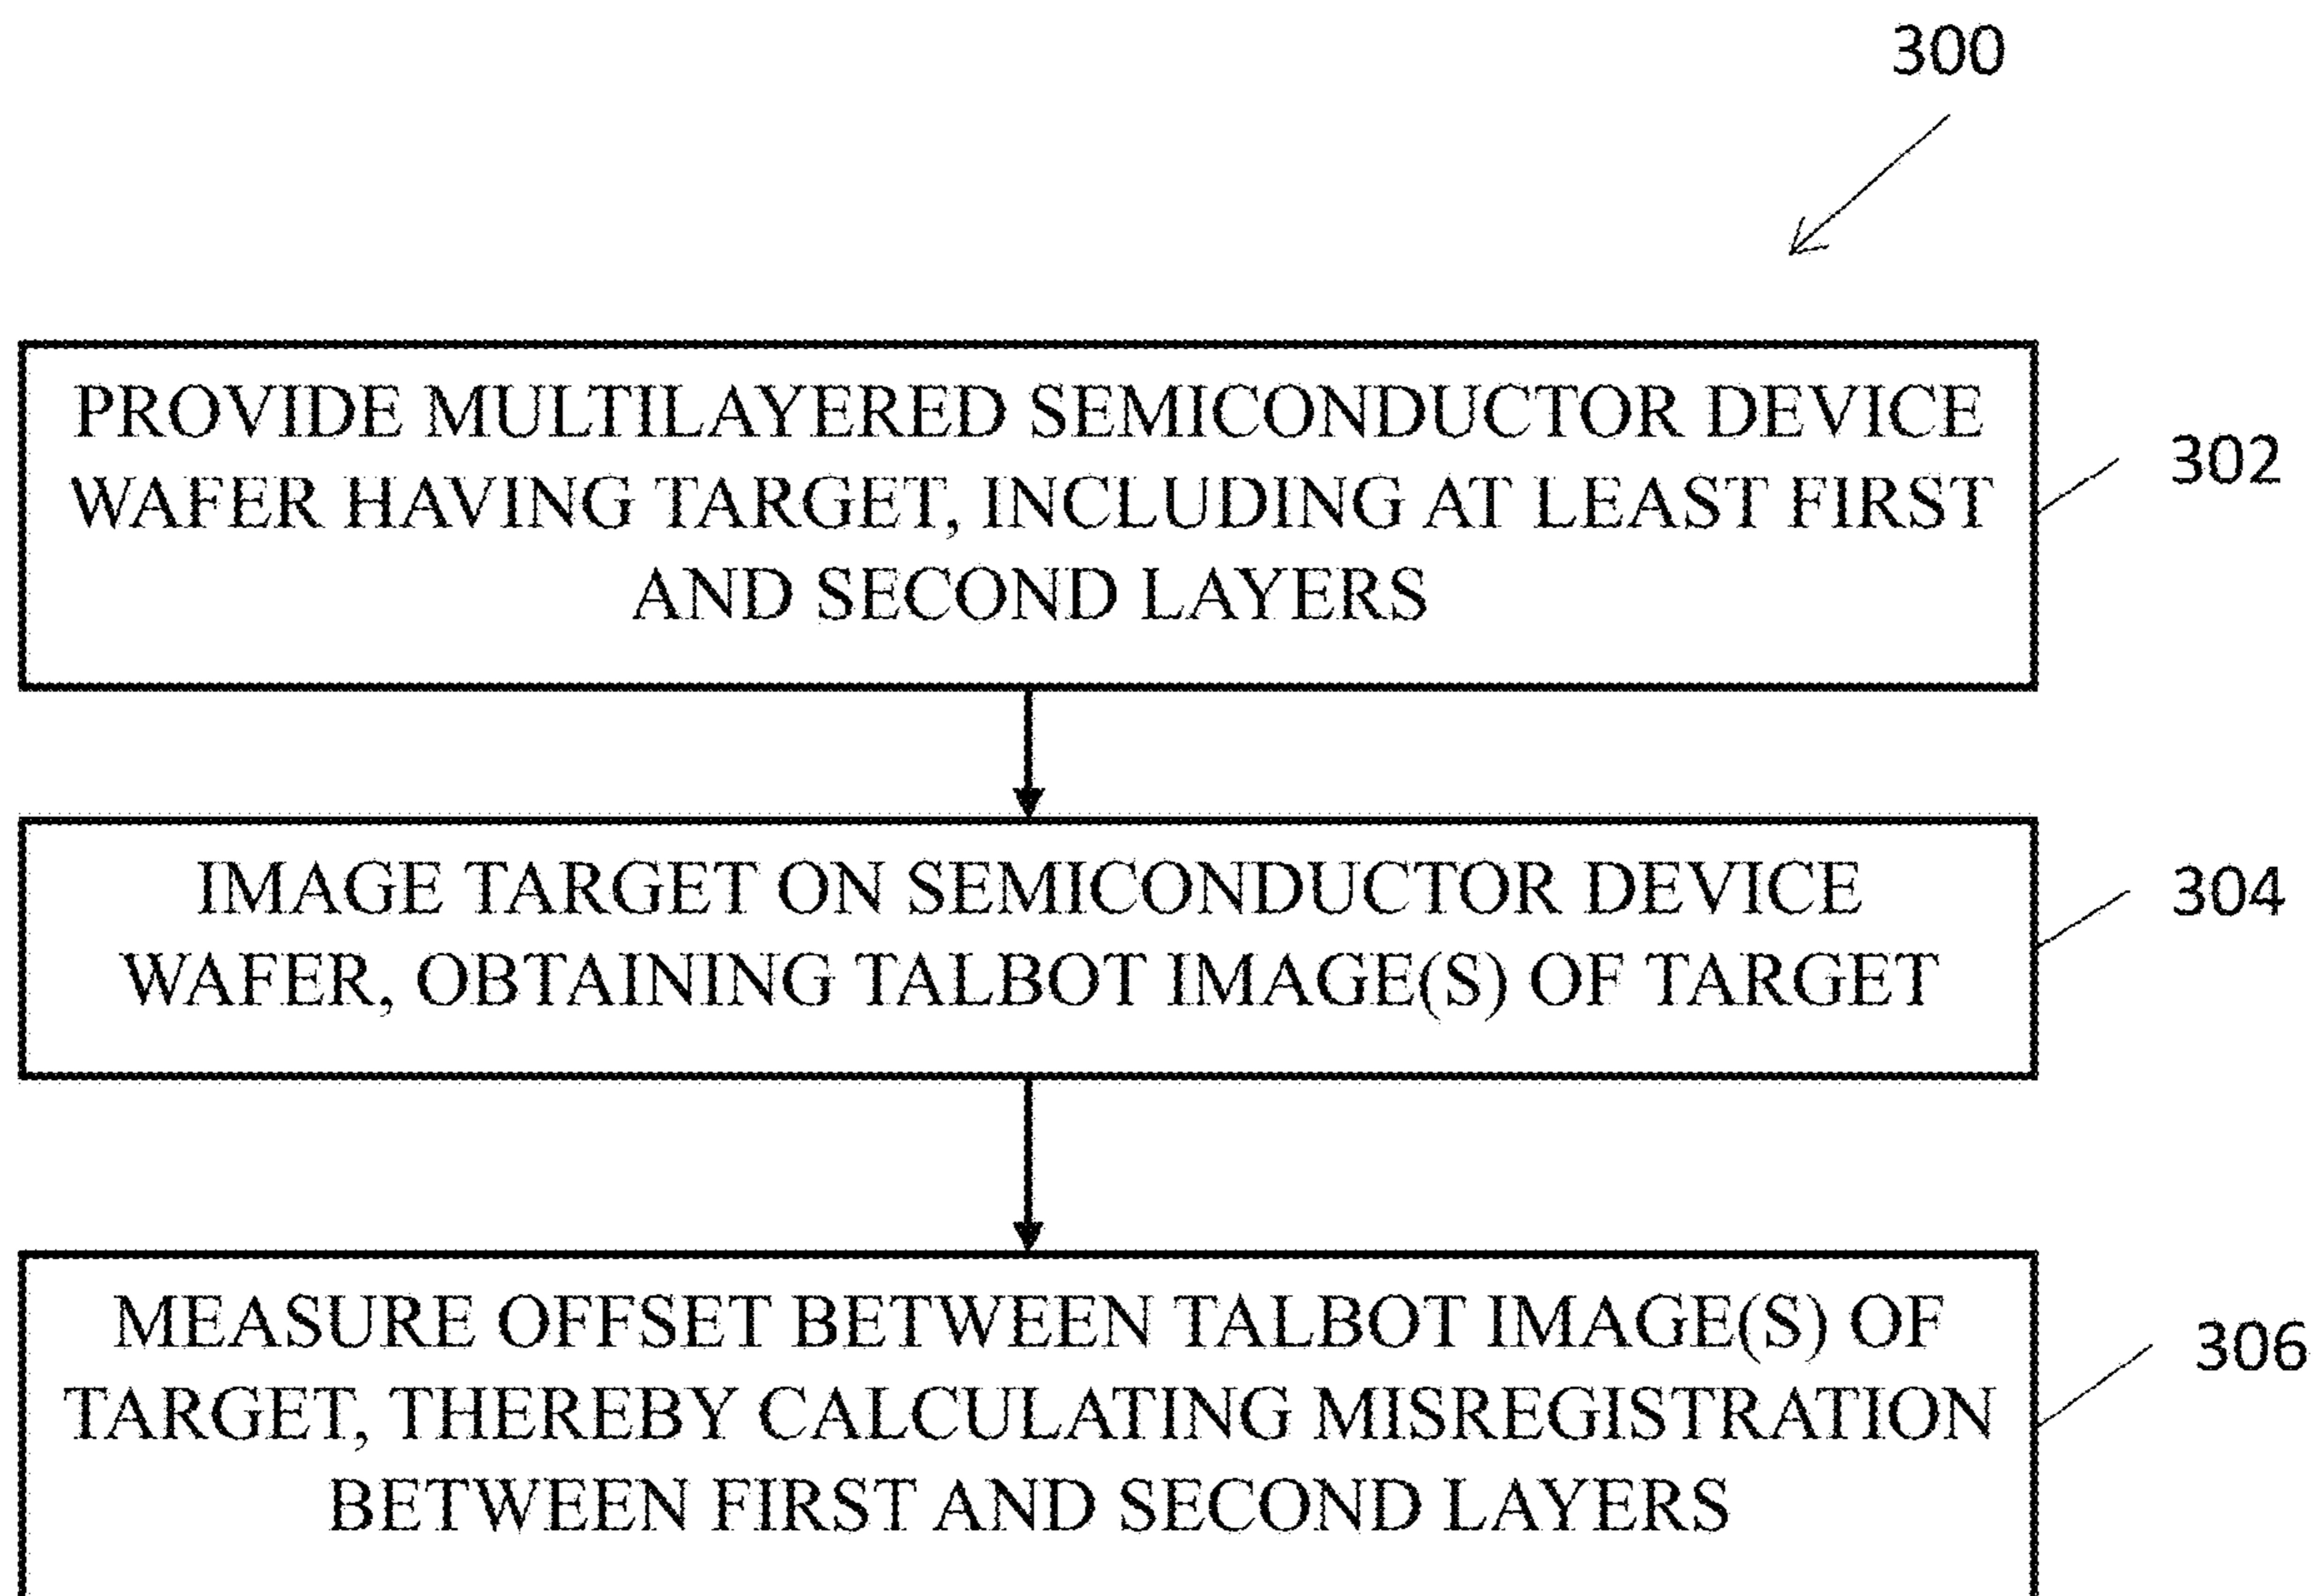 300
PROVIDE MULTILAYERED SEMICONDUCTOR DEVICE
WAFER HAVING TARGET, INCLUDING AT LEAST FIRST
AND SECOND LAYERS
302
IMAGE TARGET ON SEMICONDUCTOR DEVICE
WAFER, OBTAINING TALBOT IMAGE(S) OF TARGET
304
MEASURE OFFSET BETWEEN TALBOT IMAGE(S) OF
TARGET, THEREBY CALCULATING MISREGISTRATION
BETWEEN FIRST AND SECOND LAYERS
306